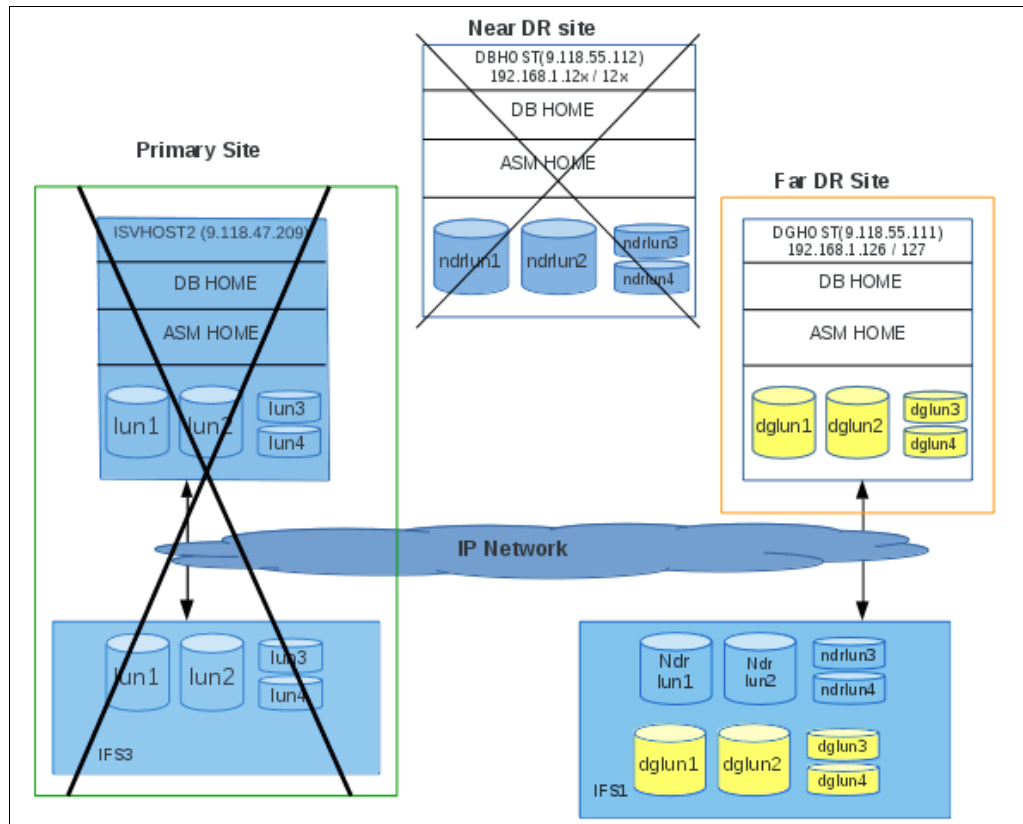 Near DR site
DBHOST(9.118.55.112)
192.168.1.12x / 12x
DB HOME
ASM HOME
ndrlun1
ndrlun2
ndrlun3
ndrlun4
Primary Site
ISVHOST2 (9.118.47.209)
DB HOME
ASM HOME
lun1
lun2
lun3
lun4
Far DR Site
DGHOST(9.118.55.111)
192.168.1.126 / 127
DB HOME
ASM HOME
dglun1
dglun2
dglun3
dglun4
IP Network
lun1
lun2
lun3
lun4
IFS3
Ndr
lun1
Ndr
lun2
ndrlun3
ndrlun4
dglun1
dglun2
dglun3
dglun4
IFS1